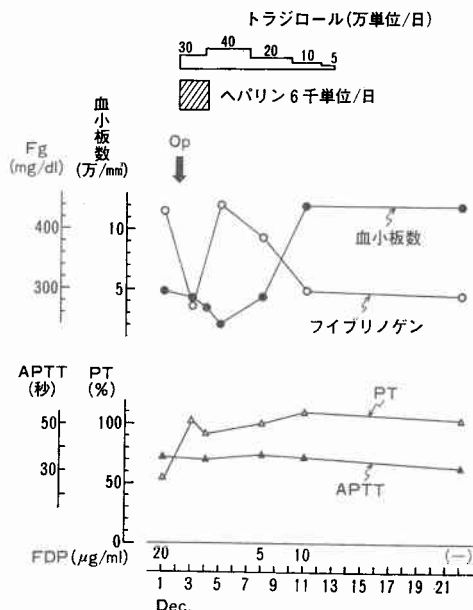 トラジロール(万単位/日)
30 40 20 10 5
ヘパリン6千単位/日
Op
Fg
(mg/dl)
血小板数
(万/mm³)
400
300
10
5
血小板数
フイブリノゲン
APTT
(秒)
PT
(%)
50
30
100
50
0
PT
APTT
FDP(μg/ml)
20 5 10 (−)
1 3 5 7 9 11 13 15 17 19 21
Dec.